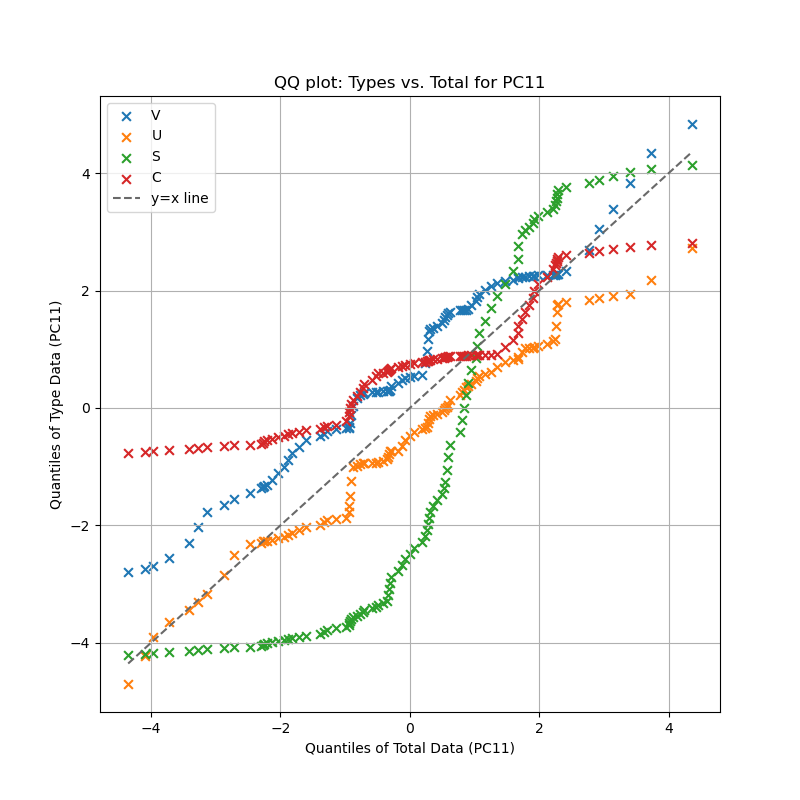 QQ plot: Types vs. Total for PC11
V
U
S
C
y=x line
4
2
0
−2
−4
Quantiles of Type Data (PC11)
−4
−2
0
2
4
Quantiles of Total Data (PC11)